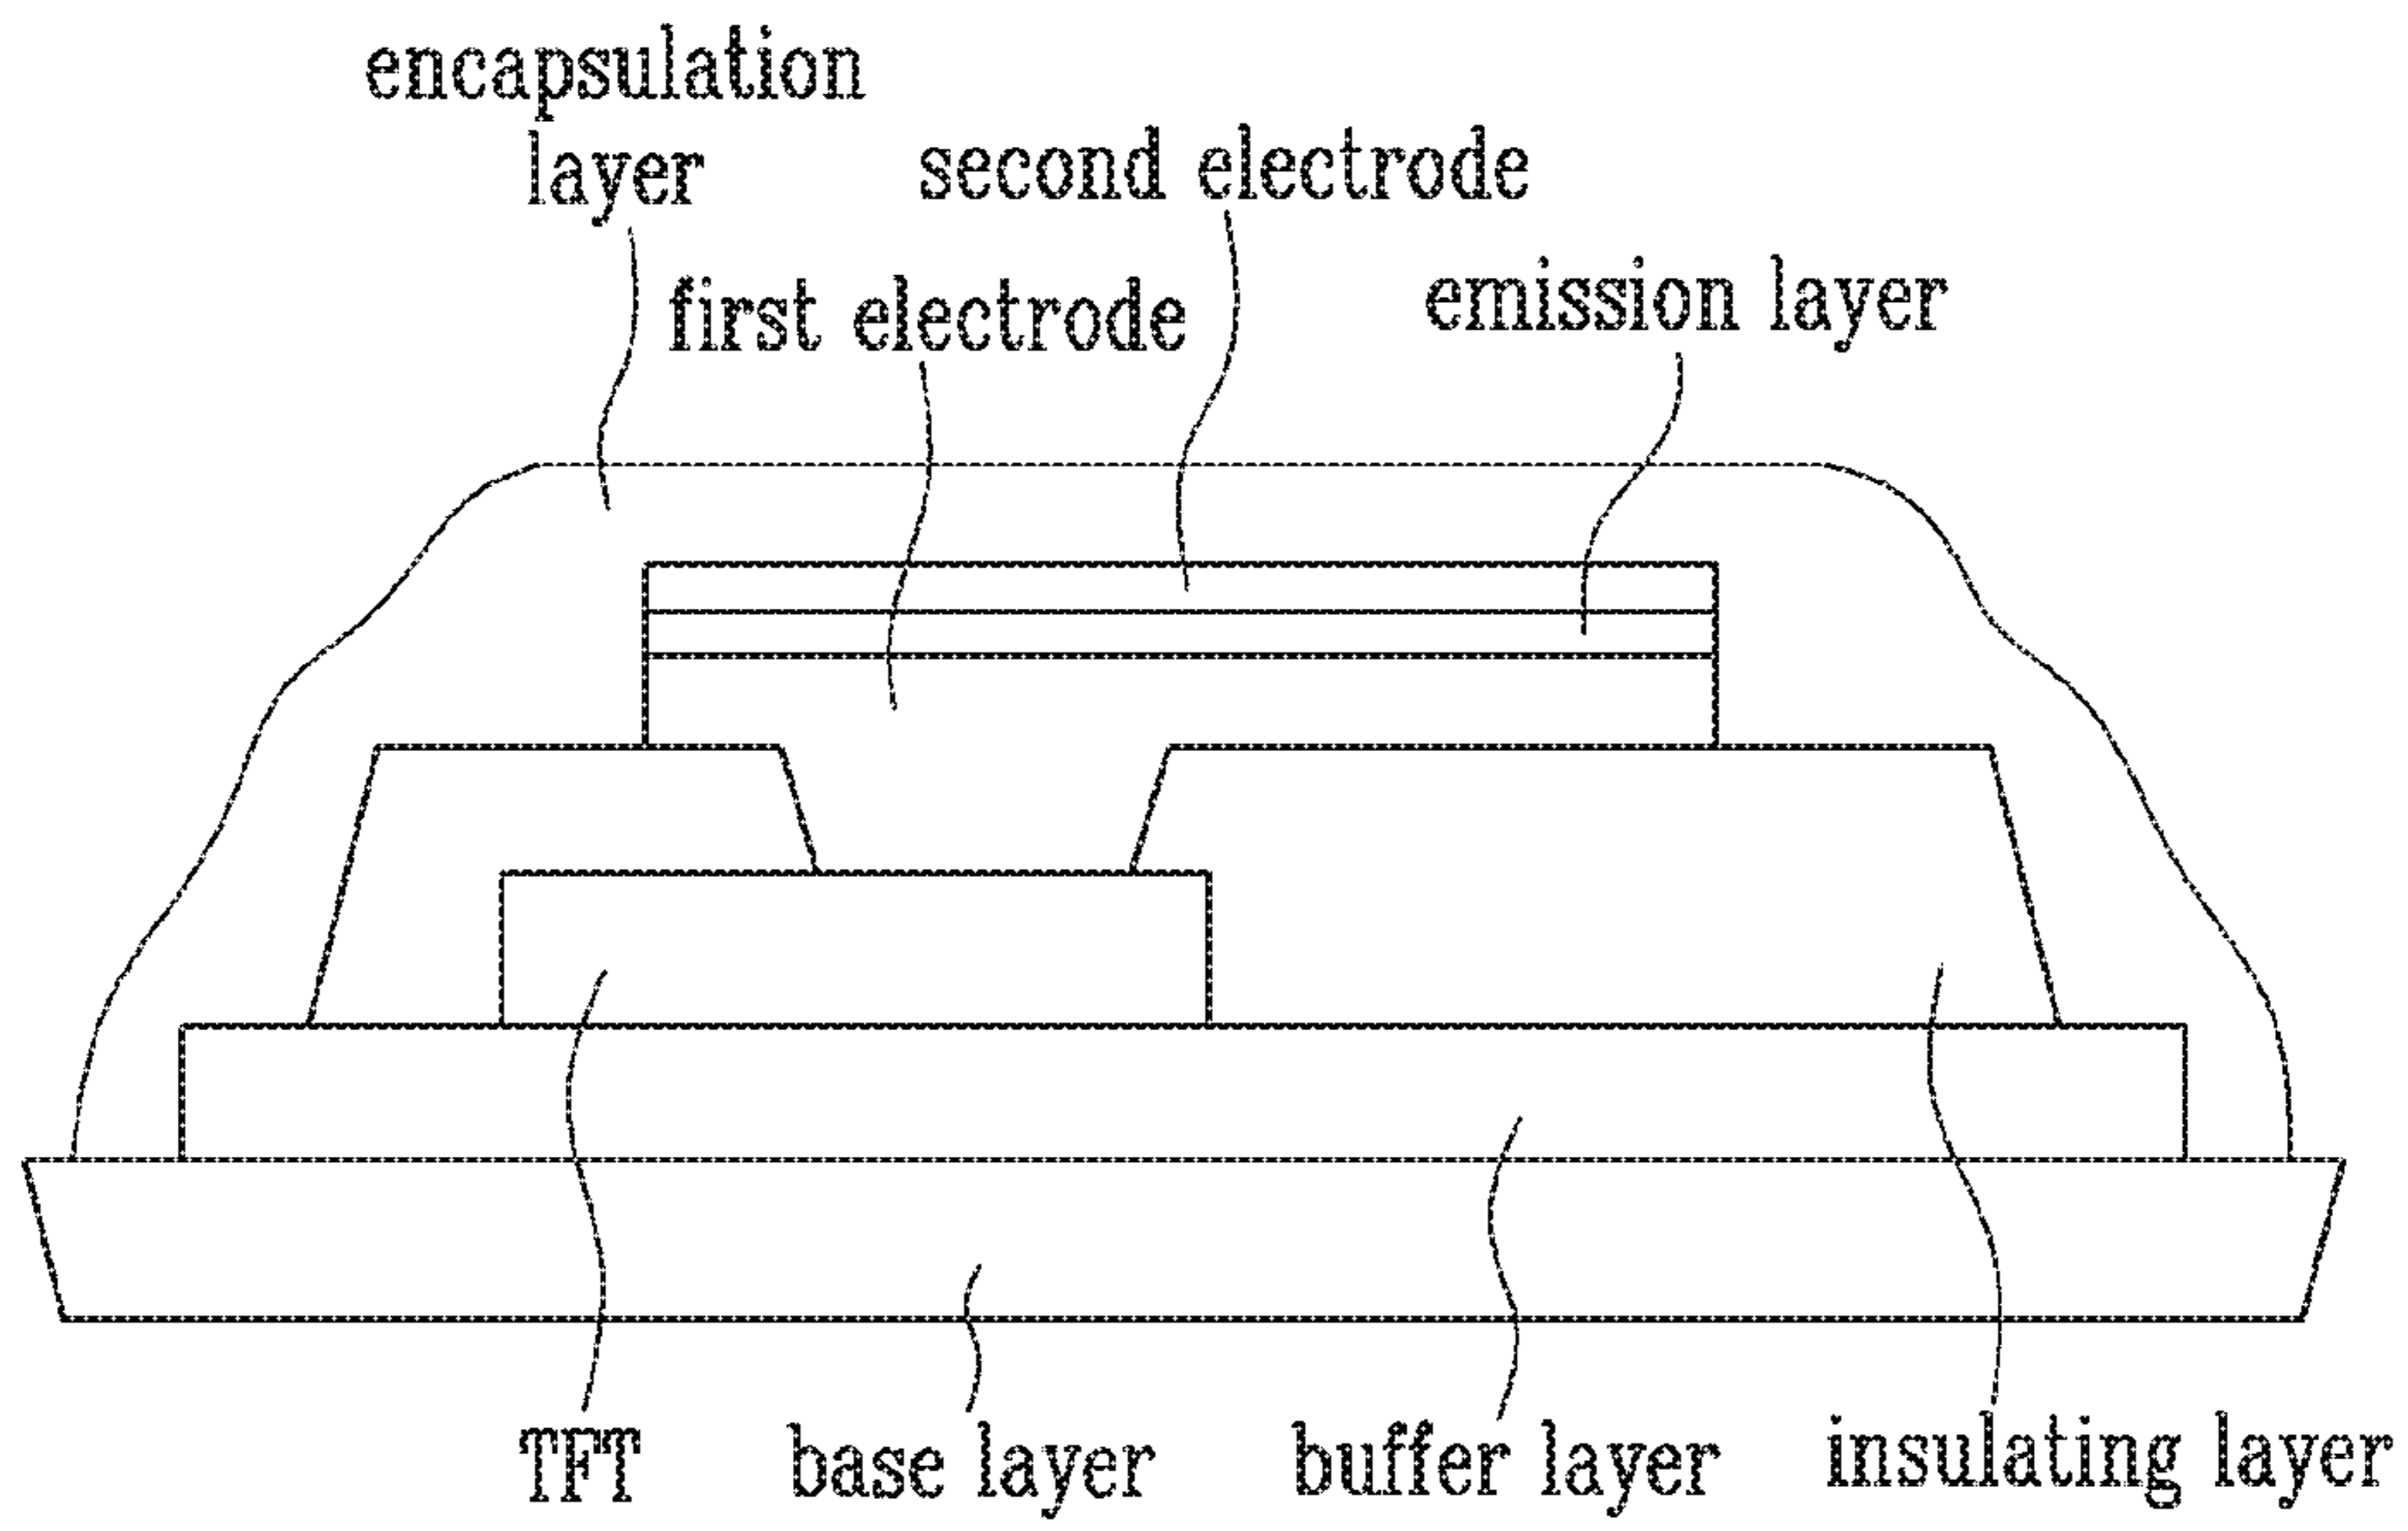 encapsulation
layer
second electrode
first electrode
emission layer
TFT
base layer
buffer layer
insulating layer